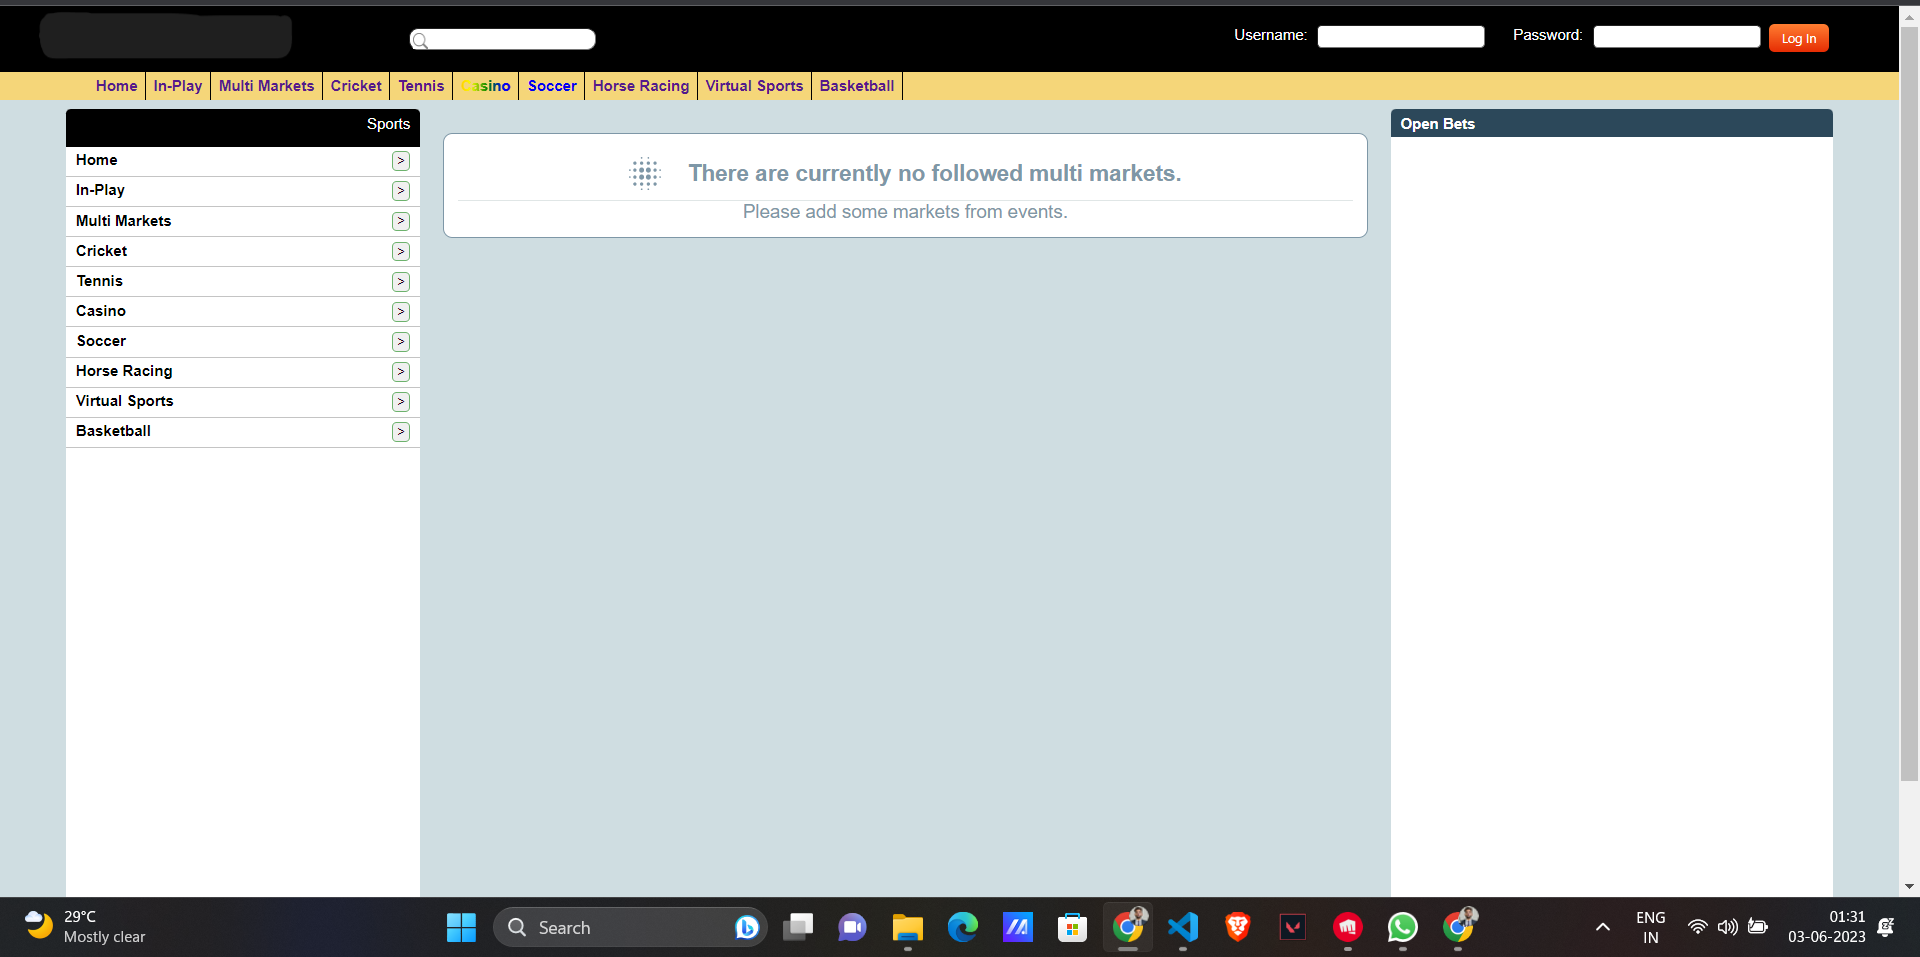 Username: Password: Log In
Home In-Play Multi Markets Cricket Tennis Casino Soccer Horse Racing Virtual Sports Basketball
Sports
Home >
In-Play >
Multi Markets >
Cricket >
Tennis >
Casino >
Soccer >
Horse Racing >
Virtual Sports >
Basketball >
There are currently no followed multi markets.
Please add some markets from events.
Open Bets
29°C
Mostly clear
Search
ENG
IN
01:31
03-06-2023